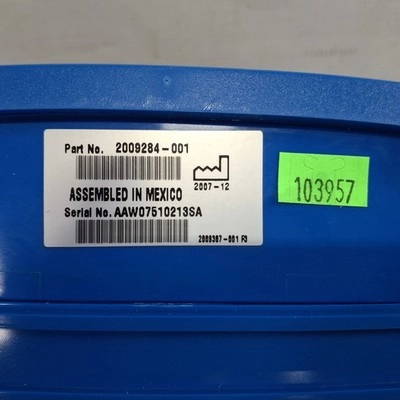 Part No. 2009284-001
2007-12
ASSEMBLED IN MEXICO
Serial No. AAW07510213SA
2009387-001 F3
103957